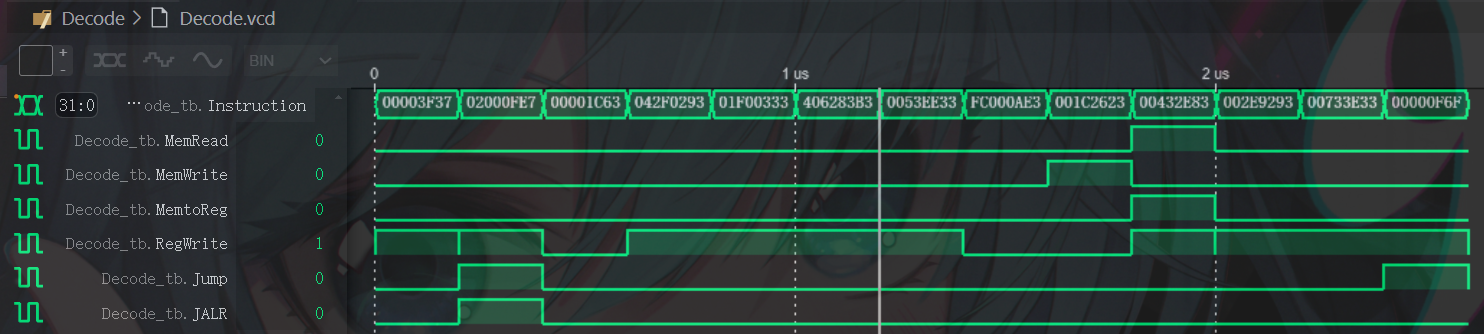 Decode > Decode.vcd
+
-
BIN
0 1 us 2 us
31:0 ⋯ode_tb.Instruction 00003F37 02000FE7 00001C63 042F0293 01F00333 406283B3 0053EE33 FC000AE3 001C2623 00432E83 002E9293 00733E33 00000F6F
Decode_tb.MemRead 0
Decode_tb.MemWrite 0
Decode_tb.MemtoReg 0
Decode_tb.RegWrite 1
Decode_tb.Jump 0
Decode_tb.JALR 0